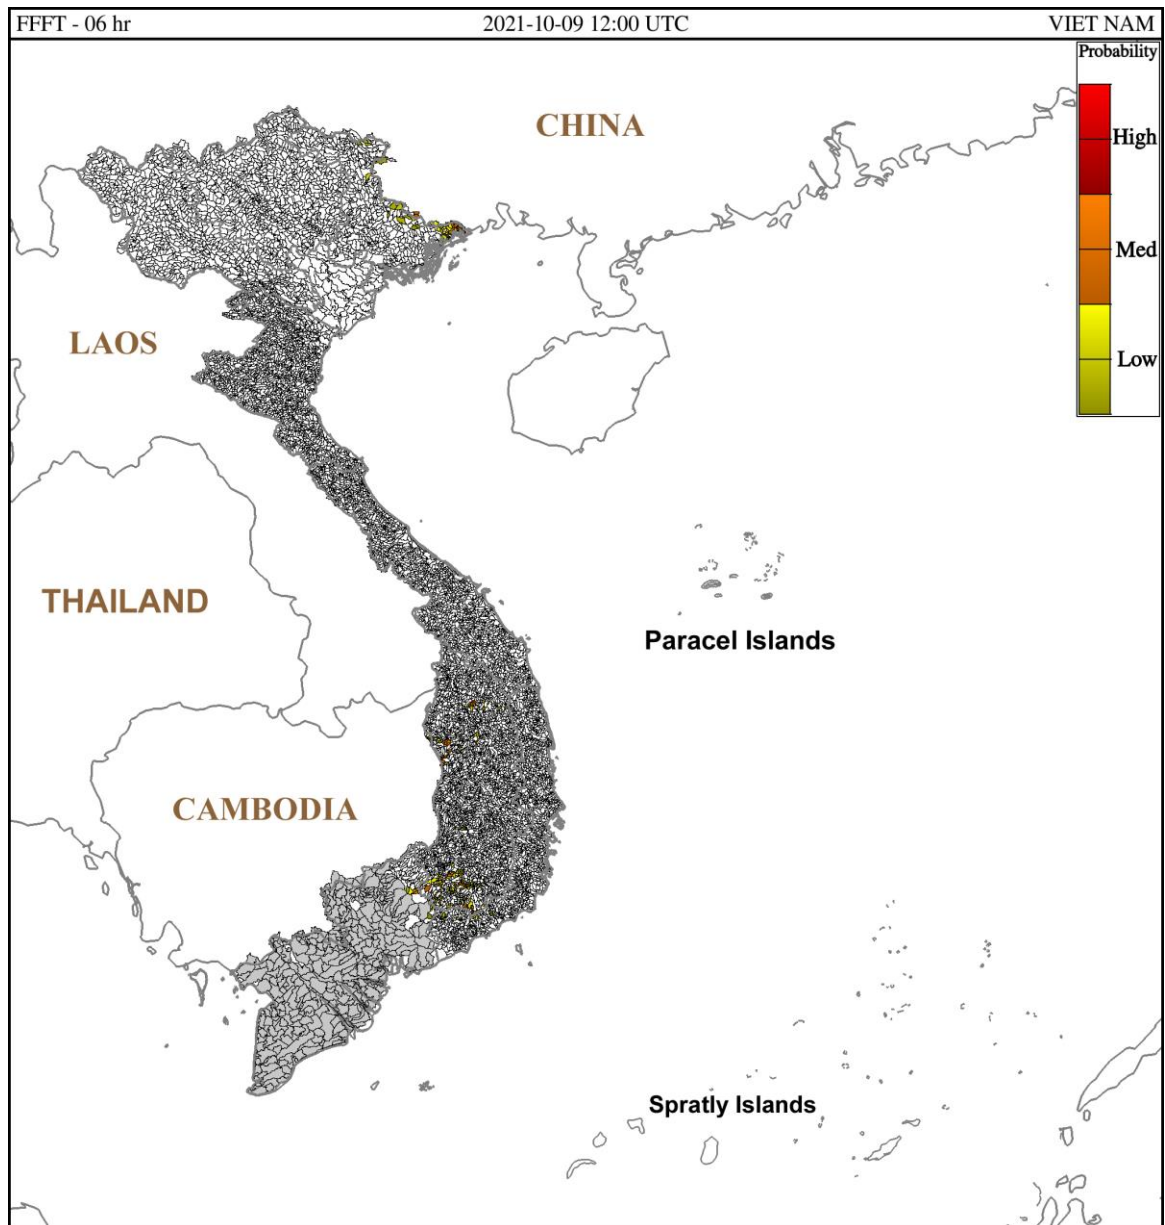 FFFT - 06 hr 2021-10-09 12:00 UTC VIET NAM
Probability
CHINA
High
Med
LAOS
Low
THAILAND
Paracel Islands
CAMBODIA
Spratly Islands